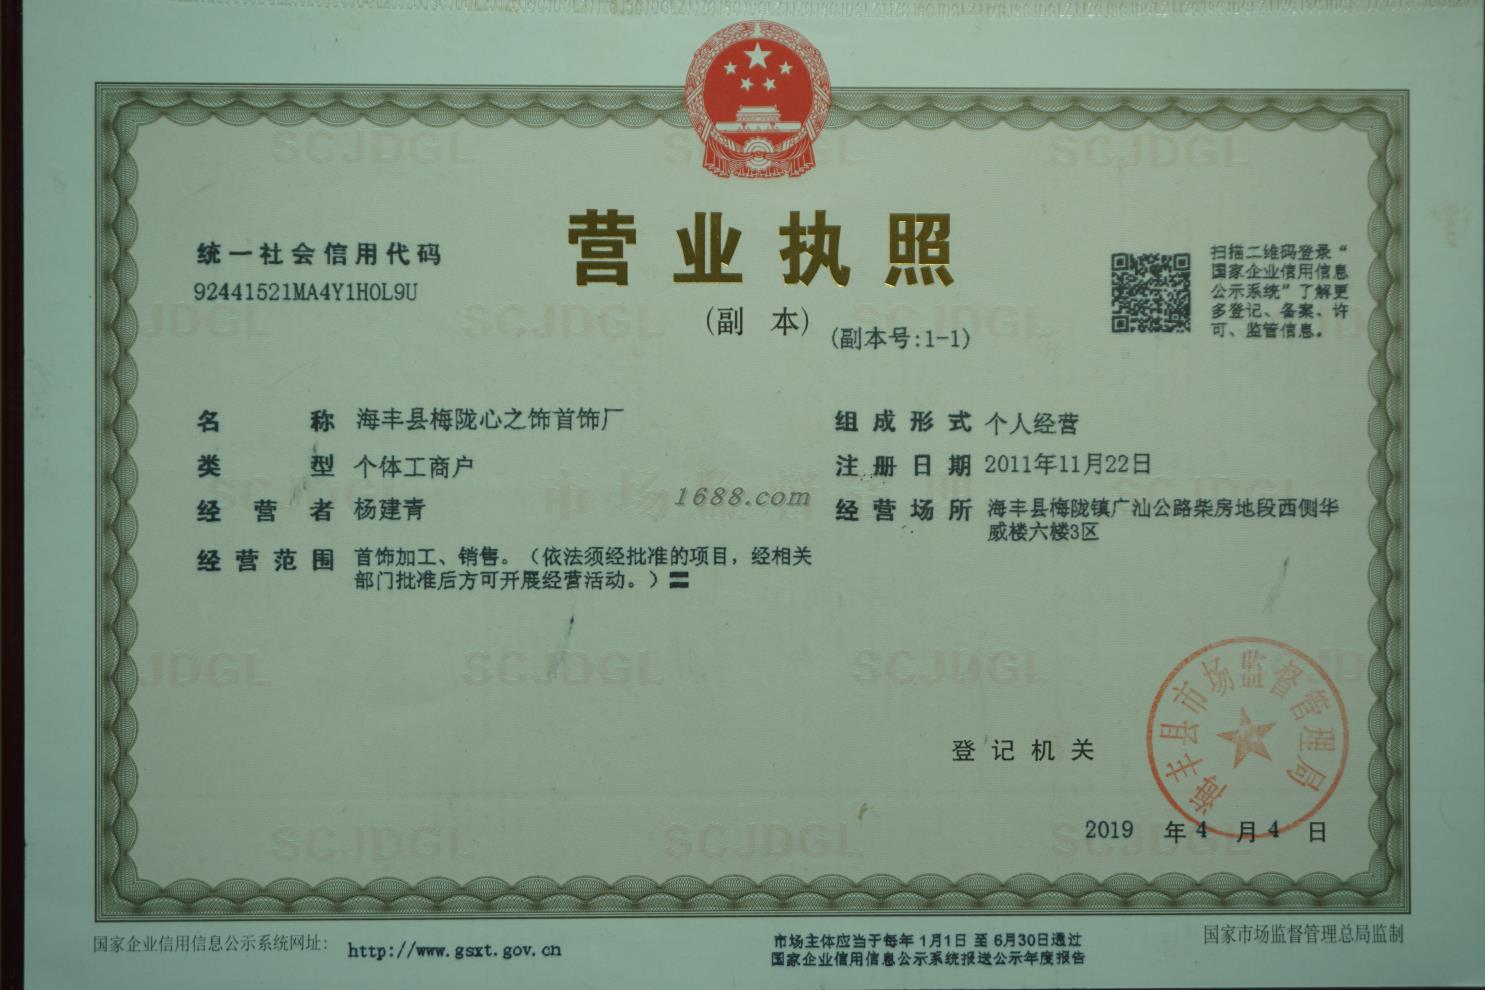 营业执照
(副 本)
(副本号:1-1)
统一社会信用代码
92441521MA4Y1H0L9U
扫描二维码登录“
国家企业信用信息
公示系统”了解更
多登记、备案、许
可、监管信息。
名 称 海丰县梅陇心之饰首饰厂
类 型 个体工商户
经 营 者 杨建青
经营范围 首饰加工、销售。（依法须经批准的项目，经相关
部门批准后方可开展经营活动。）〓
组成形式 个人经营
注册日期 2011年11月22日
经营场所 海丰县梅陇镇广汕公路柴房地段西侧华
威楼六楼3区
1688.com
登记机关
海丰县市场监督管理局
2019 年 4 月 4 日
国家企业信用信息公示系统网址: http://www.gsxt.gov.cn
市场主体应当于每年1月1日 至 6月30日通过
国家企业信用信息公示系统报送公示年度报告
国家市场监督管理总局监制
SCJDGL